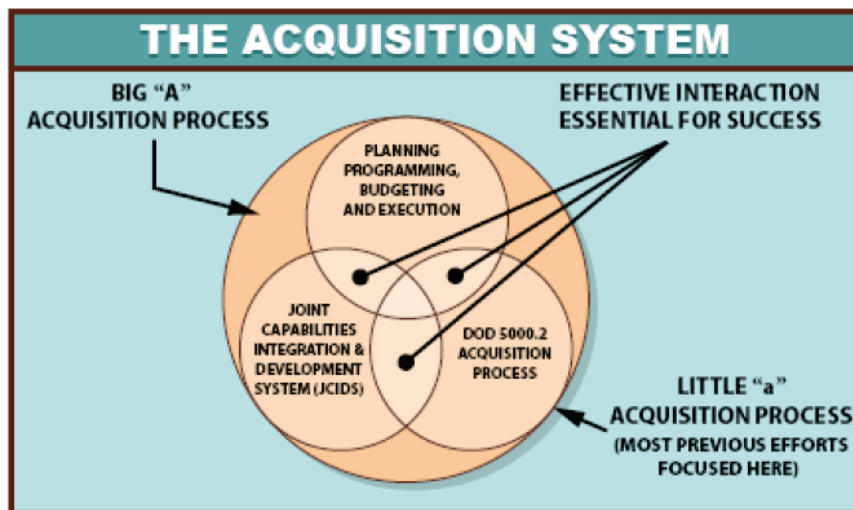 THE ACQUISITION SYSTEM
BIG “A”
ACQUISITION PROCESS
EFFECTIVE INTERACTION
ESSENTIAL FOR SUCCESS
PLANNING
PROGRAMMING,
BUDGETING
AND EXECUTION
JOINT
CAPABILITIES
INTEGRATION &
DEVELOPMENT
SYSTEM (JCIDS)
DOD 5000.2
ACQUISITION
PROCESS
LITTLE “a”
ACQUISITION PROCESS
(MOST PREVIOUS EFFORTS
FOCUSED HERE)